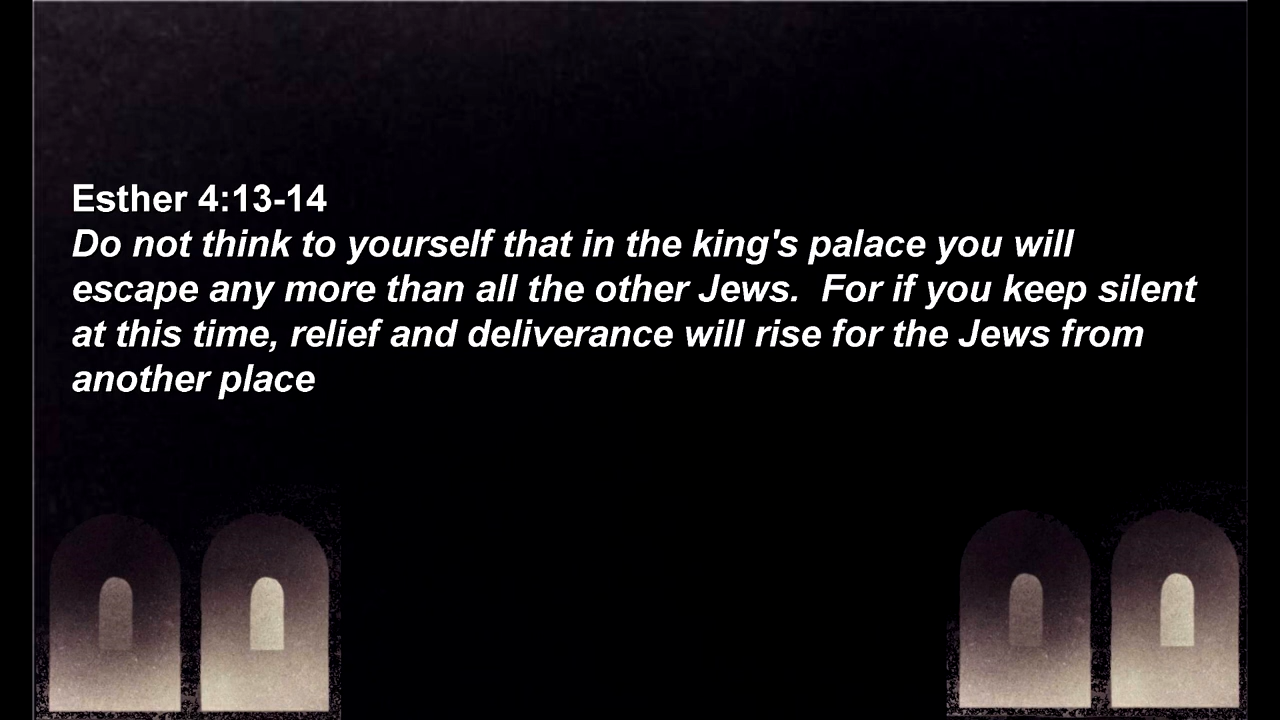 Esther 4:13-14
Do not think to yourself that in the king's palace you will
escape any more than all the other Jews.  For if you keep silent
at this time, relief and deliverance will rise for the Jews from
another place